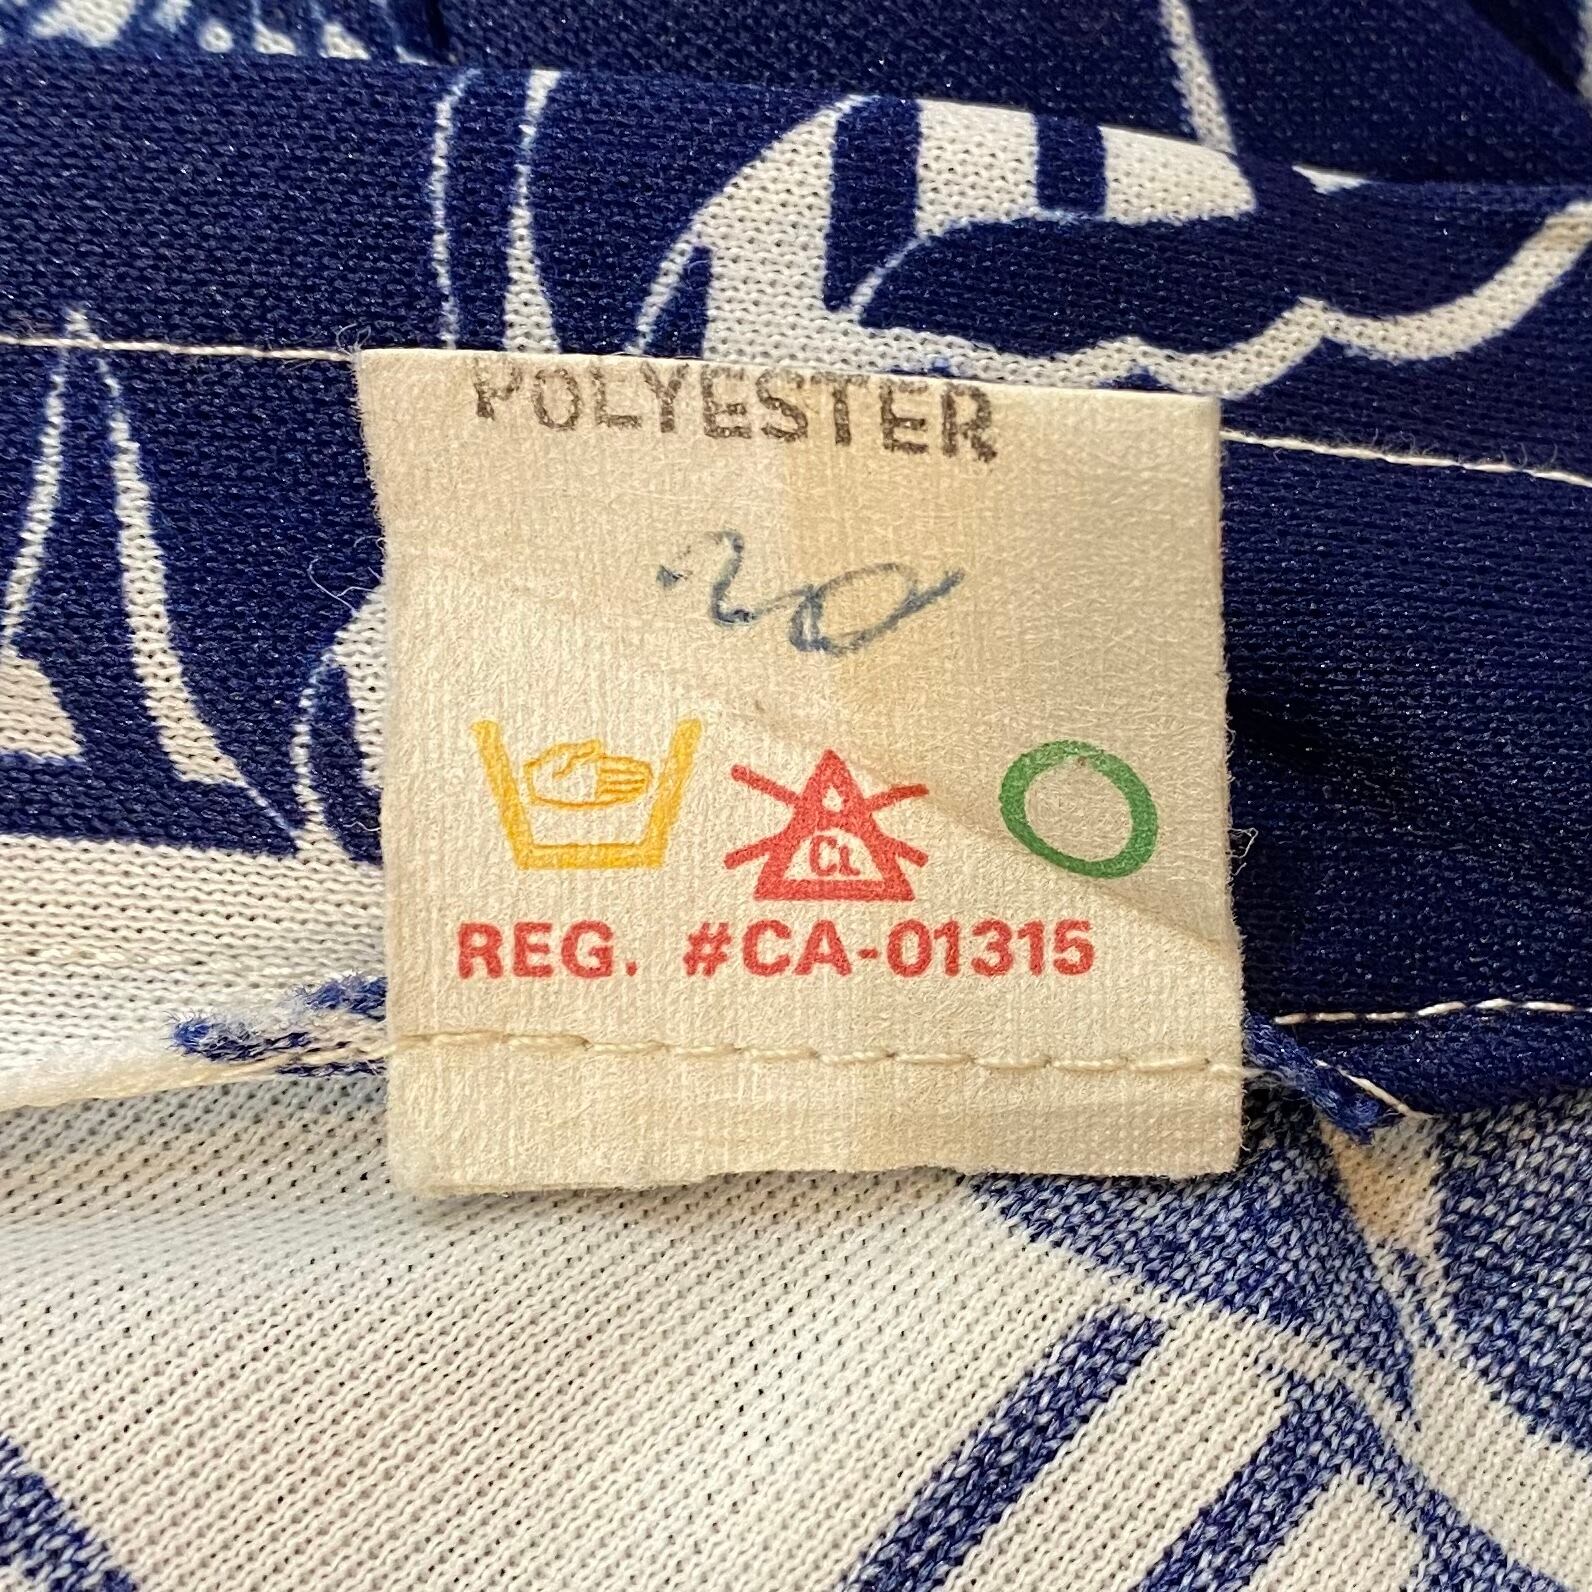 POLYESTER
20
CL
REG. #CA-01315